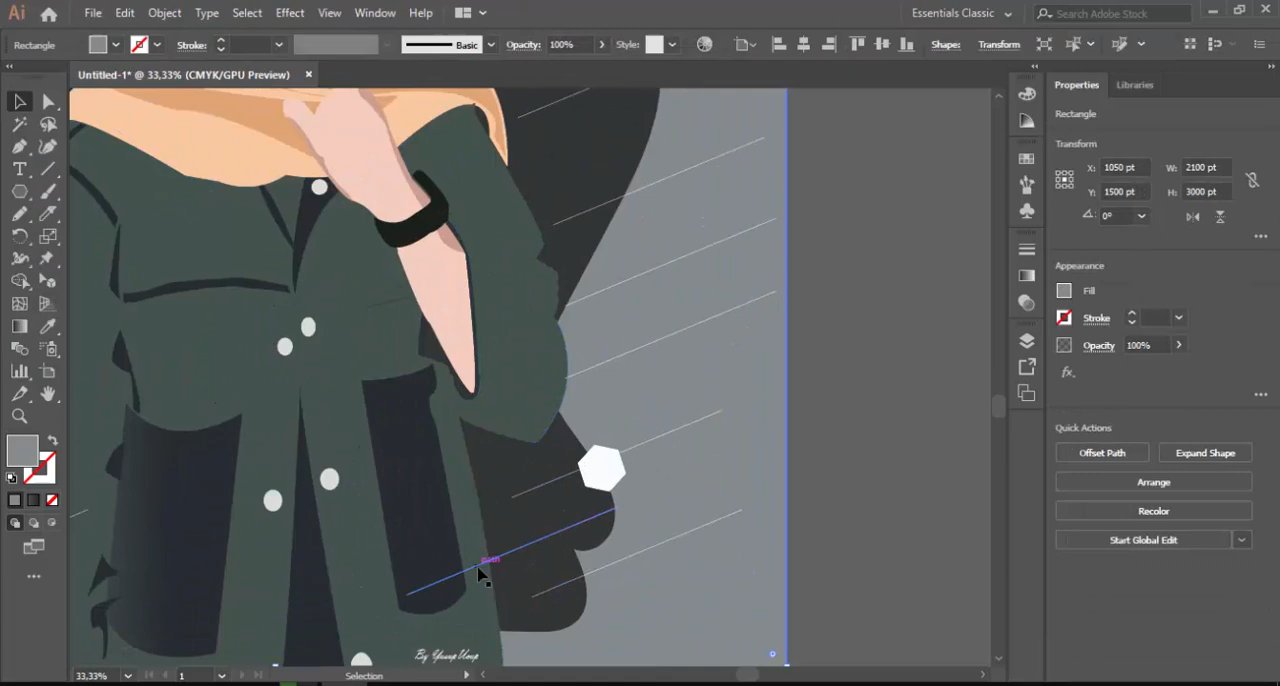 Ai File Edit Object Type Select Effect View Window Help Essentials Classic Search Adobe Stock
Rectangle Stroke: Basic Opacity: 100% Style: Shape: Transform
Untitled-1* @ 33,33% (CMYK/GPU Preview) ×
Properties Libraries
Rectangle
Transform
X: 1050 pt W: 2100 pt
Y: 1500 pt H: 3000 pt
0°
Appearance
Fill
Stroke
Opacity 100%
fx
Quick Actions
Offset Path Expand Shape
Arrange
Recolor
Start Global Edit
path
33,33% 1 Selection